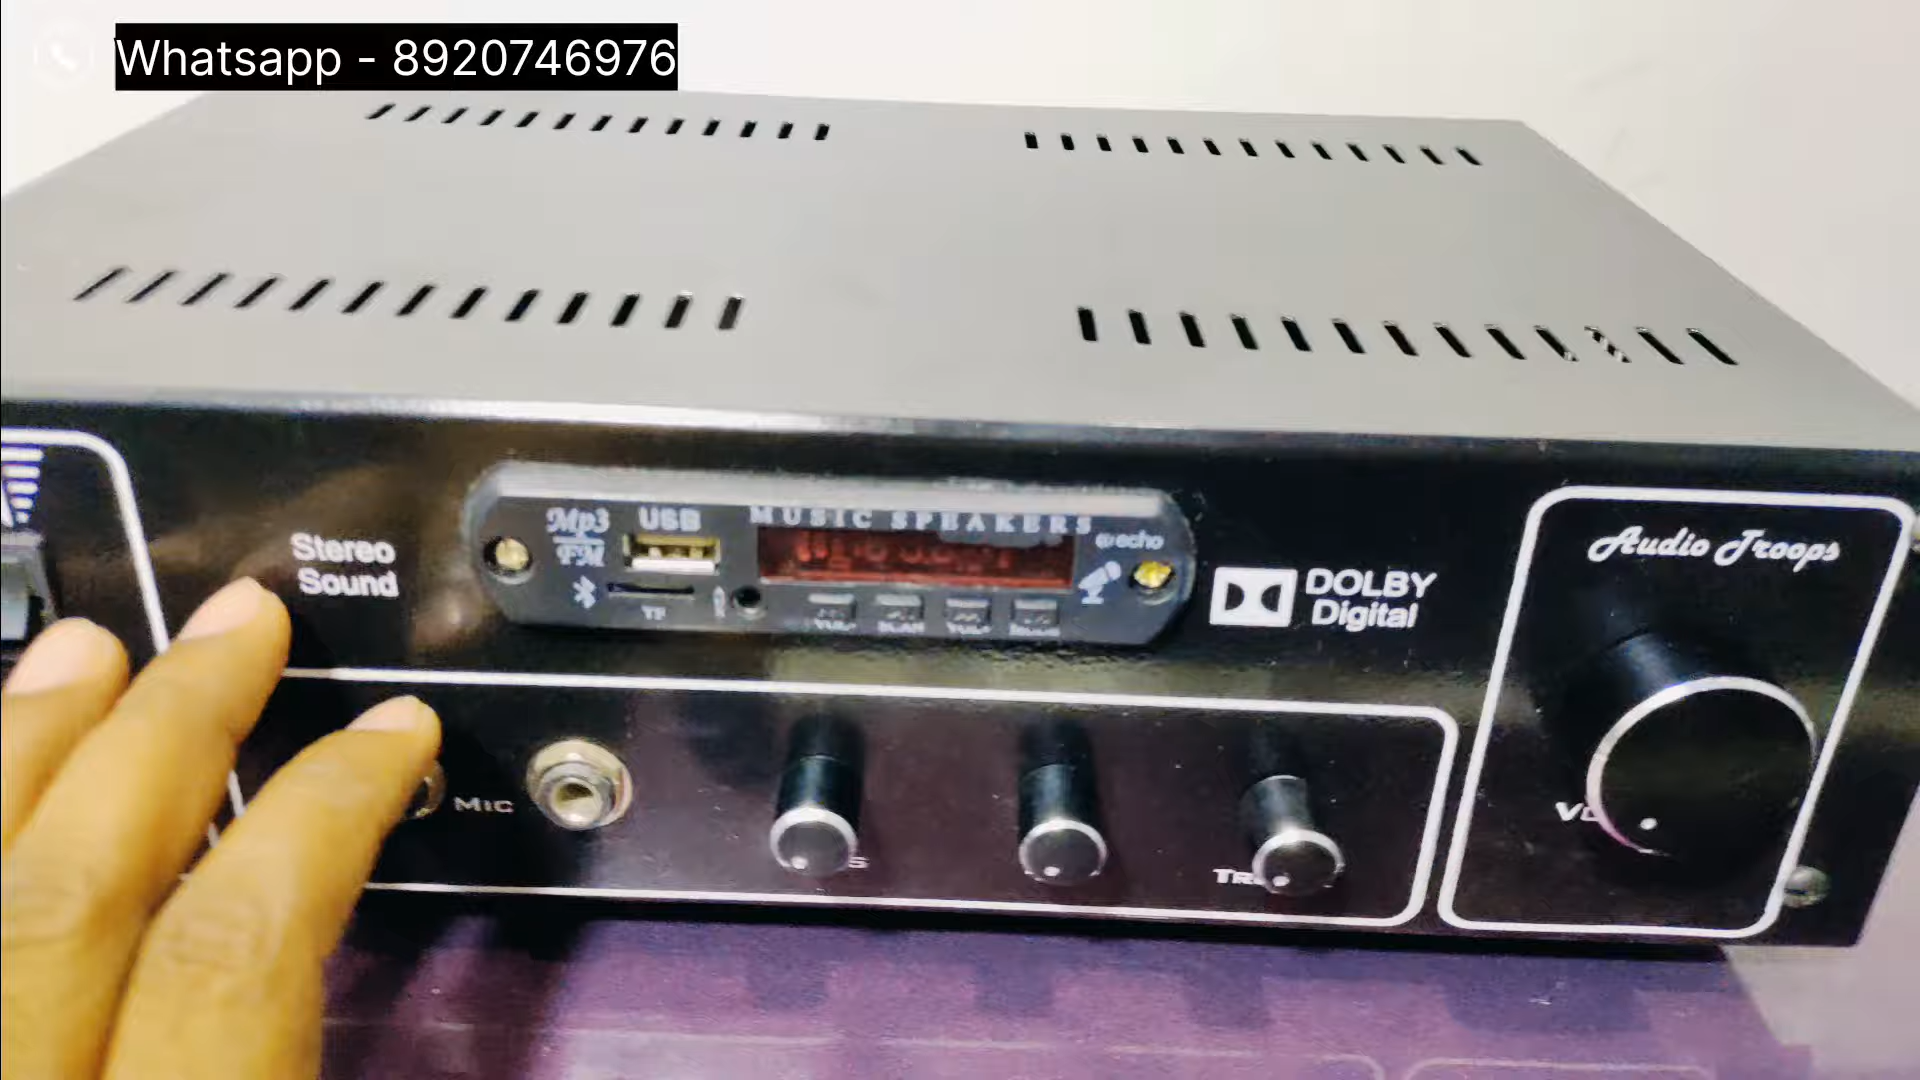 Whatsapp - 8920746976
Stereo
Sound
Mp3
FM
USB
MUSIC SPEAKERS
echo
TF
DOLBY
Digital
Audio Troops
Mic